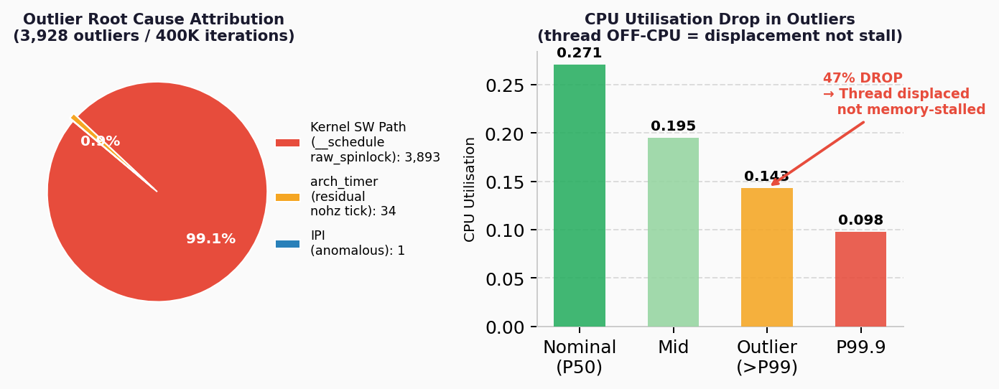 Outlier Root Cause Attribution
(3,928 outliers / 400K iterations)
0.9%
99.1%
Kernel SW Path
(__schedule
raw_spinlock): 3,893
arch_timer
(residual
nohz tick): 34
IPI
(anomalous): 1
CPU Utilisation Drop in Outliers
(thread OFF-CPU = displacement not stall)
CPU Utilisation
0.25
0.20
0.15
0.10
0.05
0.00
0.271
0.195
0.143
0.098
47% DROP
→ Thread displaced
not memory-stalled
Nominal
(P50)
Mid
Outlier
(>P99)
P99.9